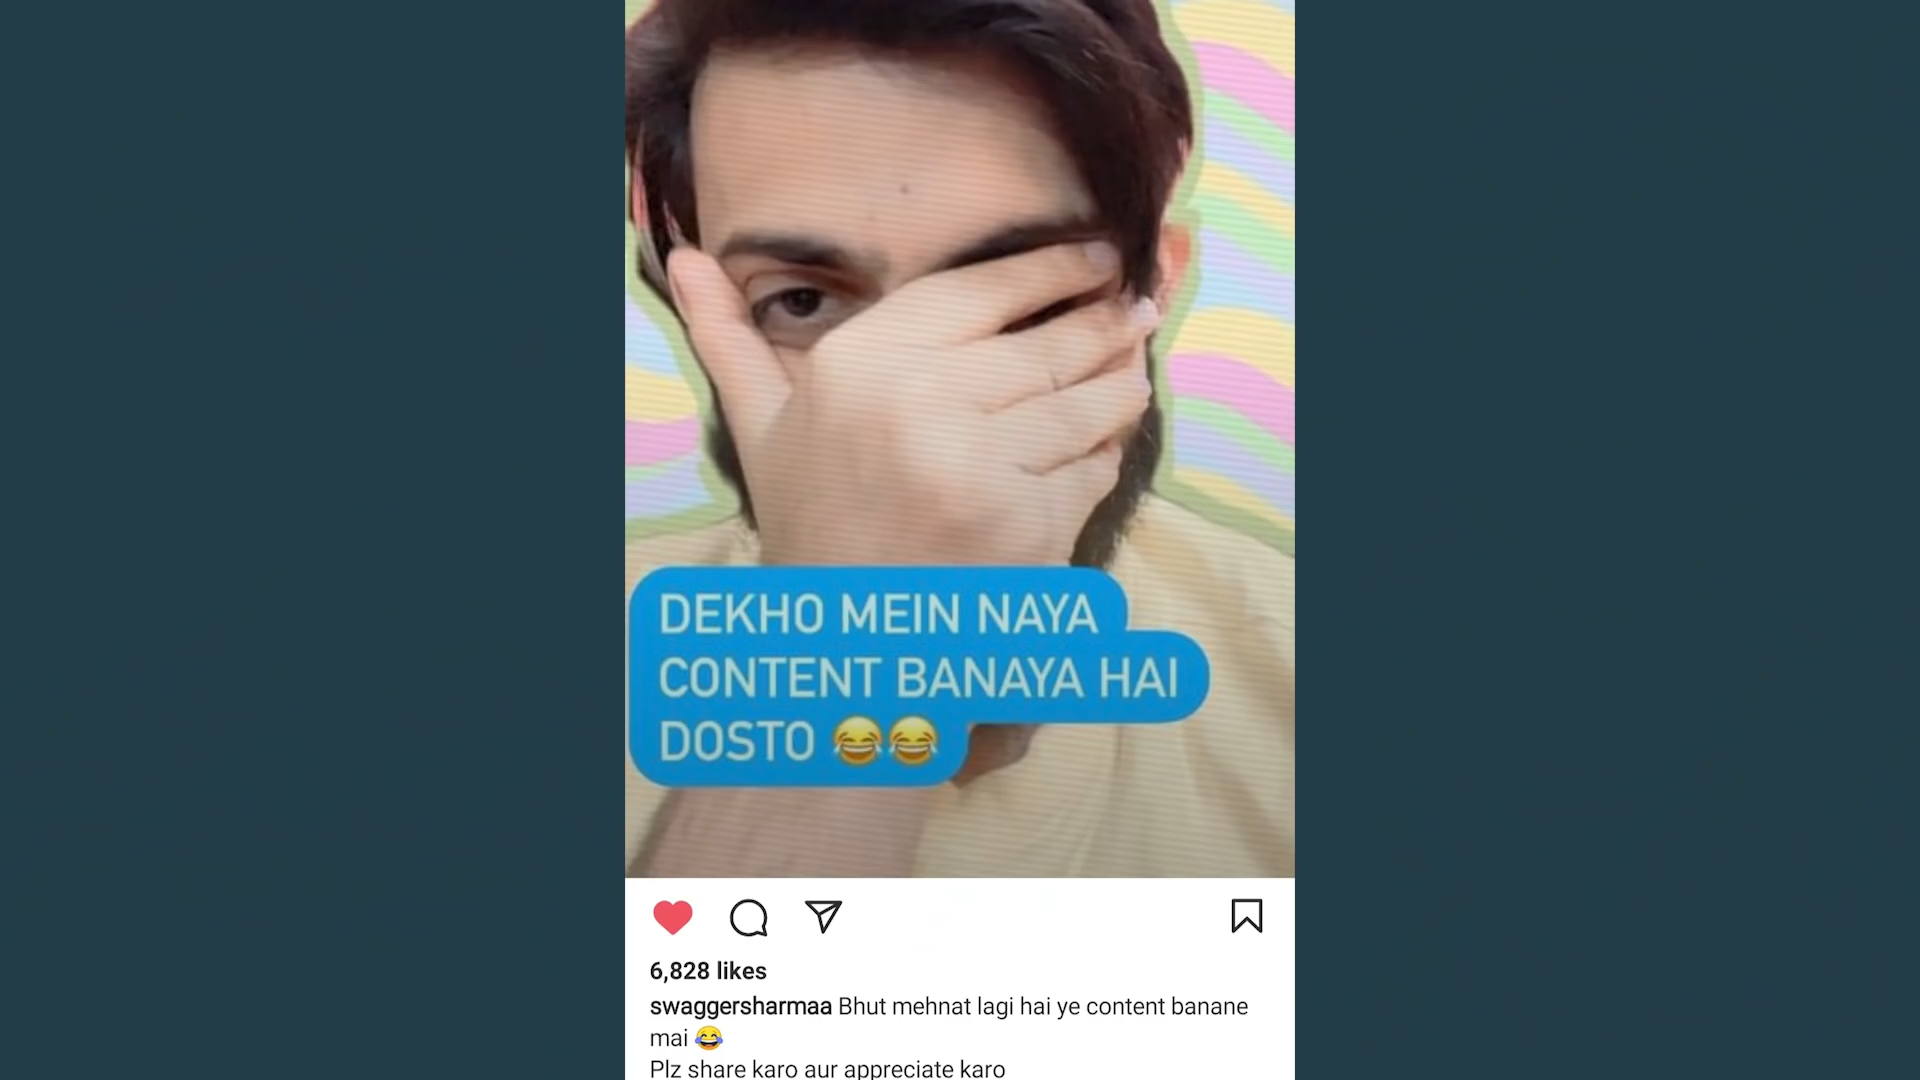 DEKHO MEIN NAYA
CONTENT BANAYA HAI
DOSTO 😂😂
6,828 likes
swaggersharmaa Bhut mehnat lagi hai ye content banane
mai 😂
Plz share karo aur appreciate karo